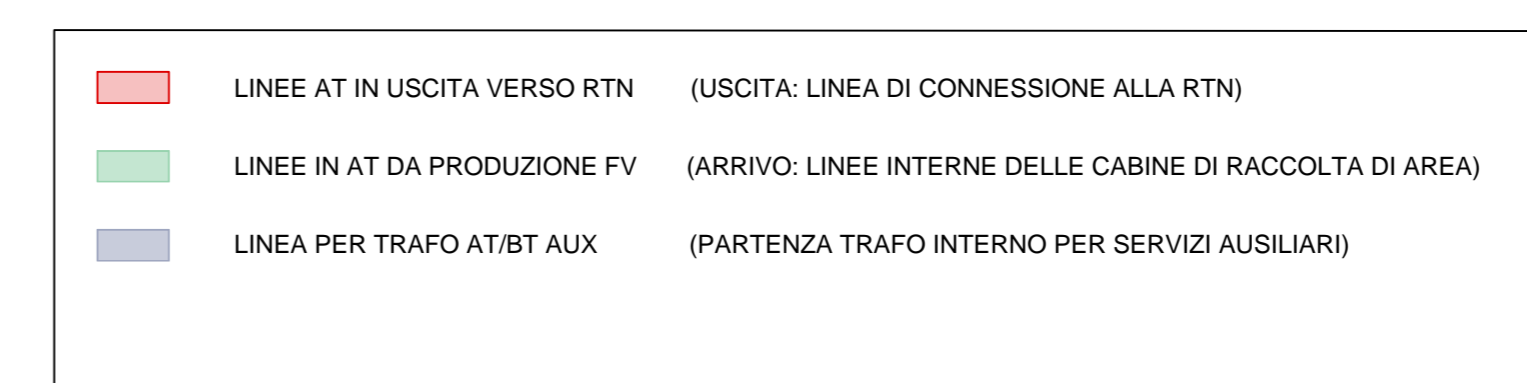 LINEE AT IN USCITA VERSO RTN (USCITA: LINEA DI CONNESSIONE ALLA RTN)
LINEE IN AT DA PRODUZIONE FV (ARRIVO: LINEE INTERNE DELLE CABINE DI RACCOLTA DI AREA)
LINEA PER TRAFO AT/BT AUX (PARTENZA TRAFO INTERNO PER SERVIZI AUSILIARI)